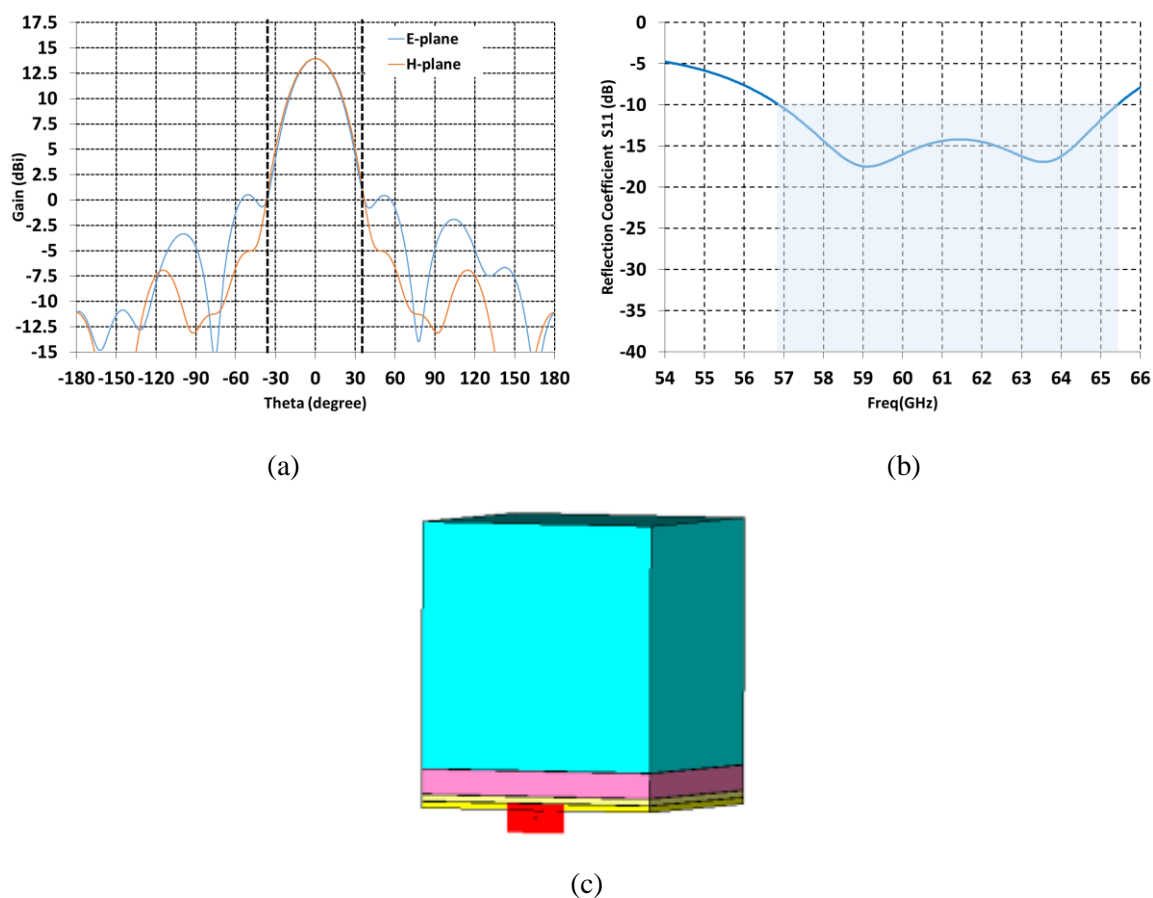 17.5
15
12.5
10
7.5
5
2.5
0
-2.5
-5
-7.5
-10
-12.5
-15
Gain (dBi)
E-plane
H-plane
-180 -150 -120 -90 -60 -30 0 30 60 90 120 150 180
Theta (degree)
(a)
0
-5
-10
-15
-20
-25
-30
-35
-40
Reflection Coefficient S11 (dB)
54 55 56 57 58 59 60 61 62 63 64 65 66
Freq(GHz)
(b)
(c)